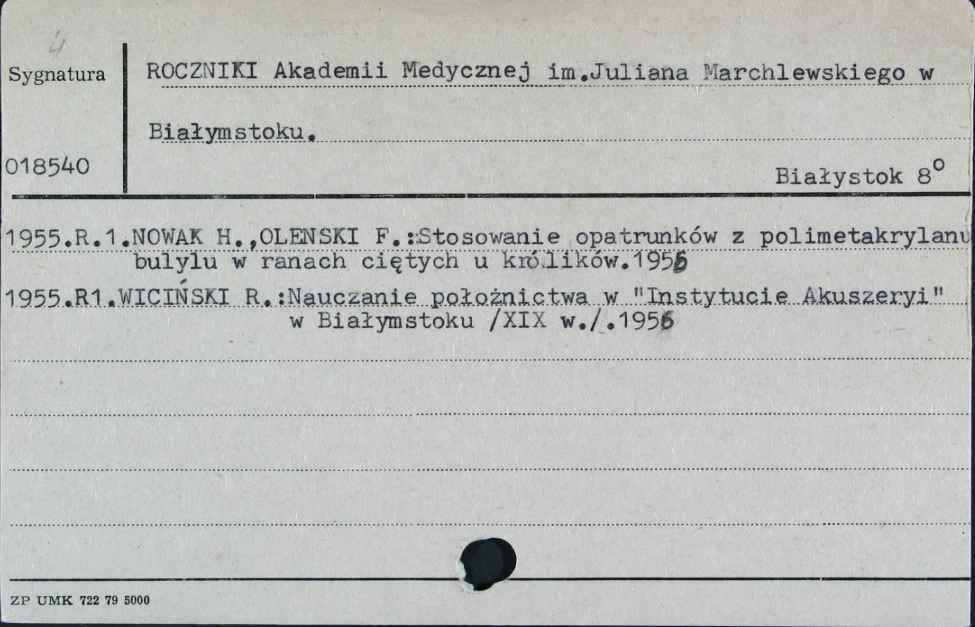 4
Sygnatura
ROCZNIKI Akademii Medycznej im.Juliana Marchlewskiego w
Białymstoku.
018540
Białystok 8°
1955.R.1.NOWAK H.,OLENSKI F.:Stosowanie opatrunków z polimetakrylanu
bulylu w ranach ciętych u królików.1956
1955.R1.WICIŃSKI R.:Nauczanie położnictwa w "Instytucie Akuszeryi"
w Białymstoku /XIX w./.1956
ZP UMK 722 79 5000